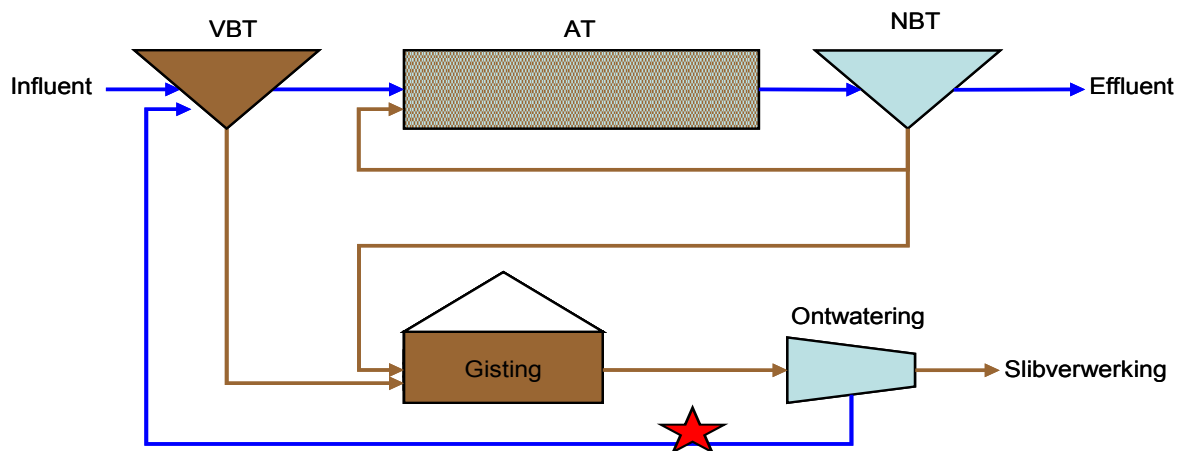 VBT
AT
NBT
Influent
Effluent
Ontwatering
Gisting
Slibverwerking